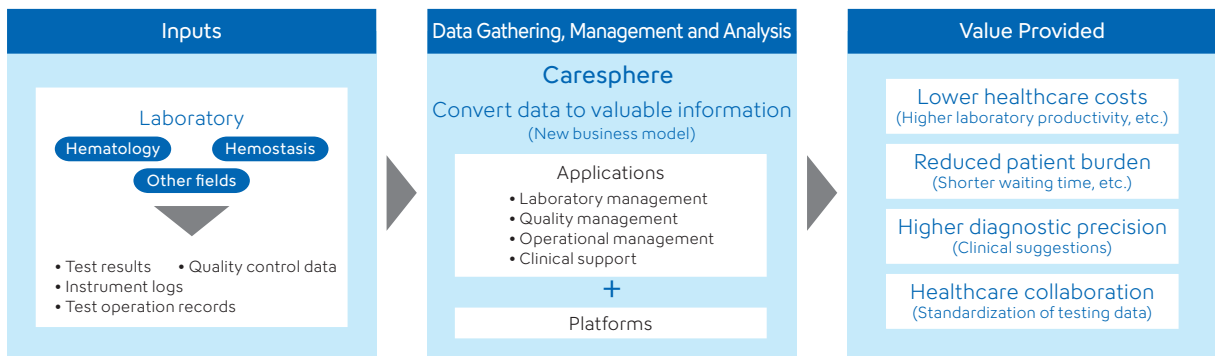 Inputs
Laboratory
Hematology
Hemostasis
Other fields
• Test results
• Quality control data
• Instrument logs
• Test operation records
Data Gathering, Management and Analysis
Caresphere
Convert data to valuable information
(New business model)
Applications
• Laboratory management
• Quality management
• Operational management
• Clinical support
+
Platforms
Value Provided
Lower healthcare costs
(Higher laboratory productivity, etc.)
Reduced patient burden
(Shorter waiting time, etc.)
Higher diagnostic precision
(Clinical suggestions)
Healthcare collaboration
(Standardization of testing data)